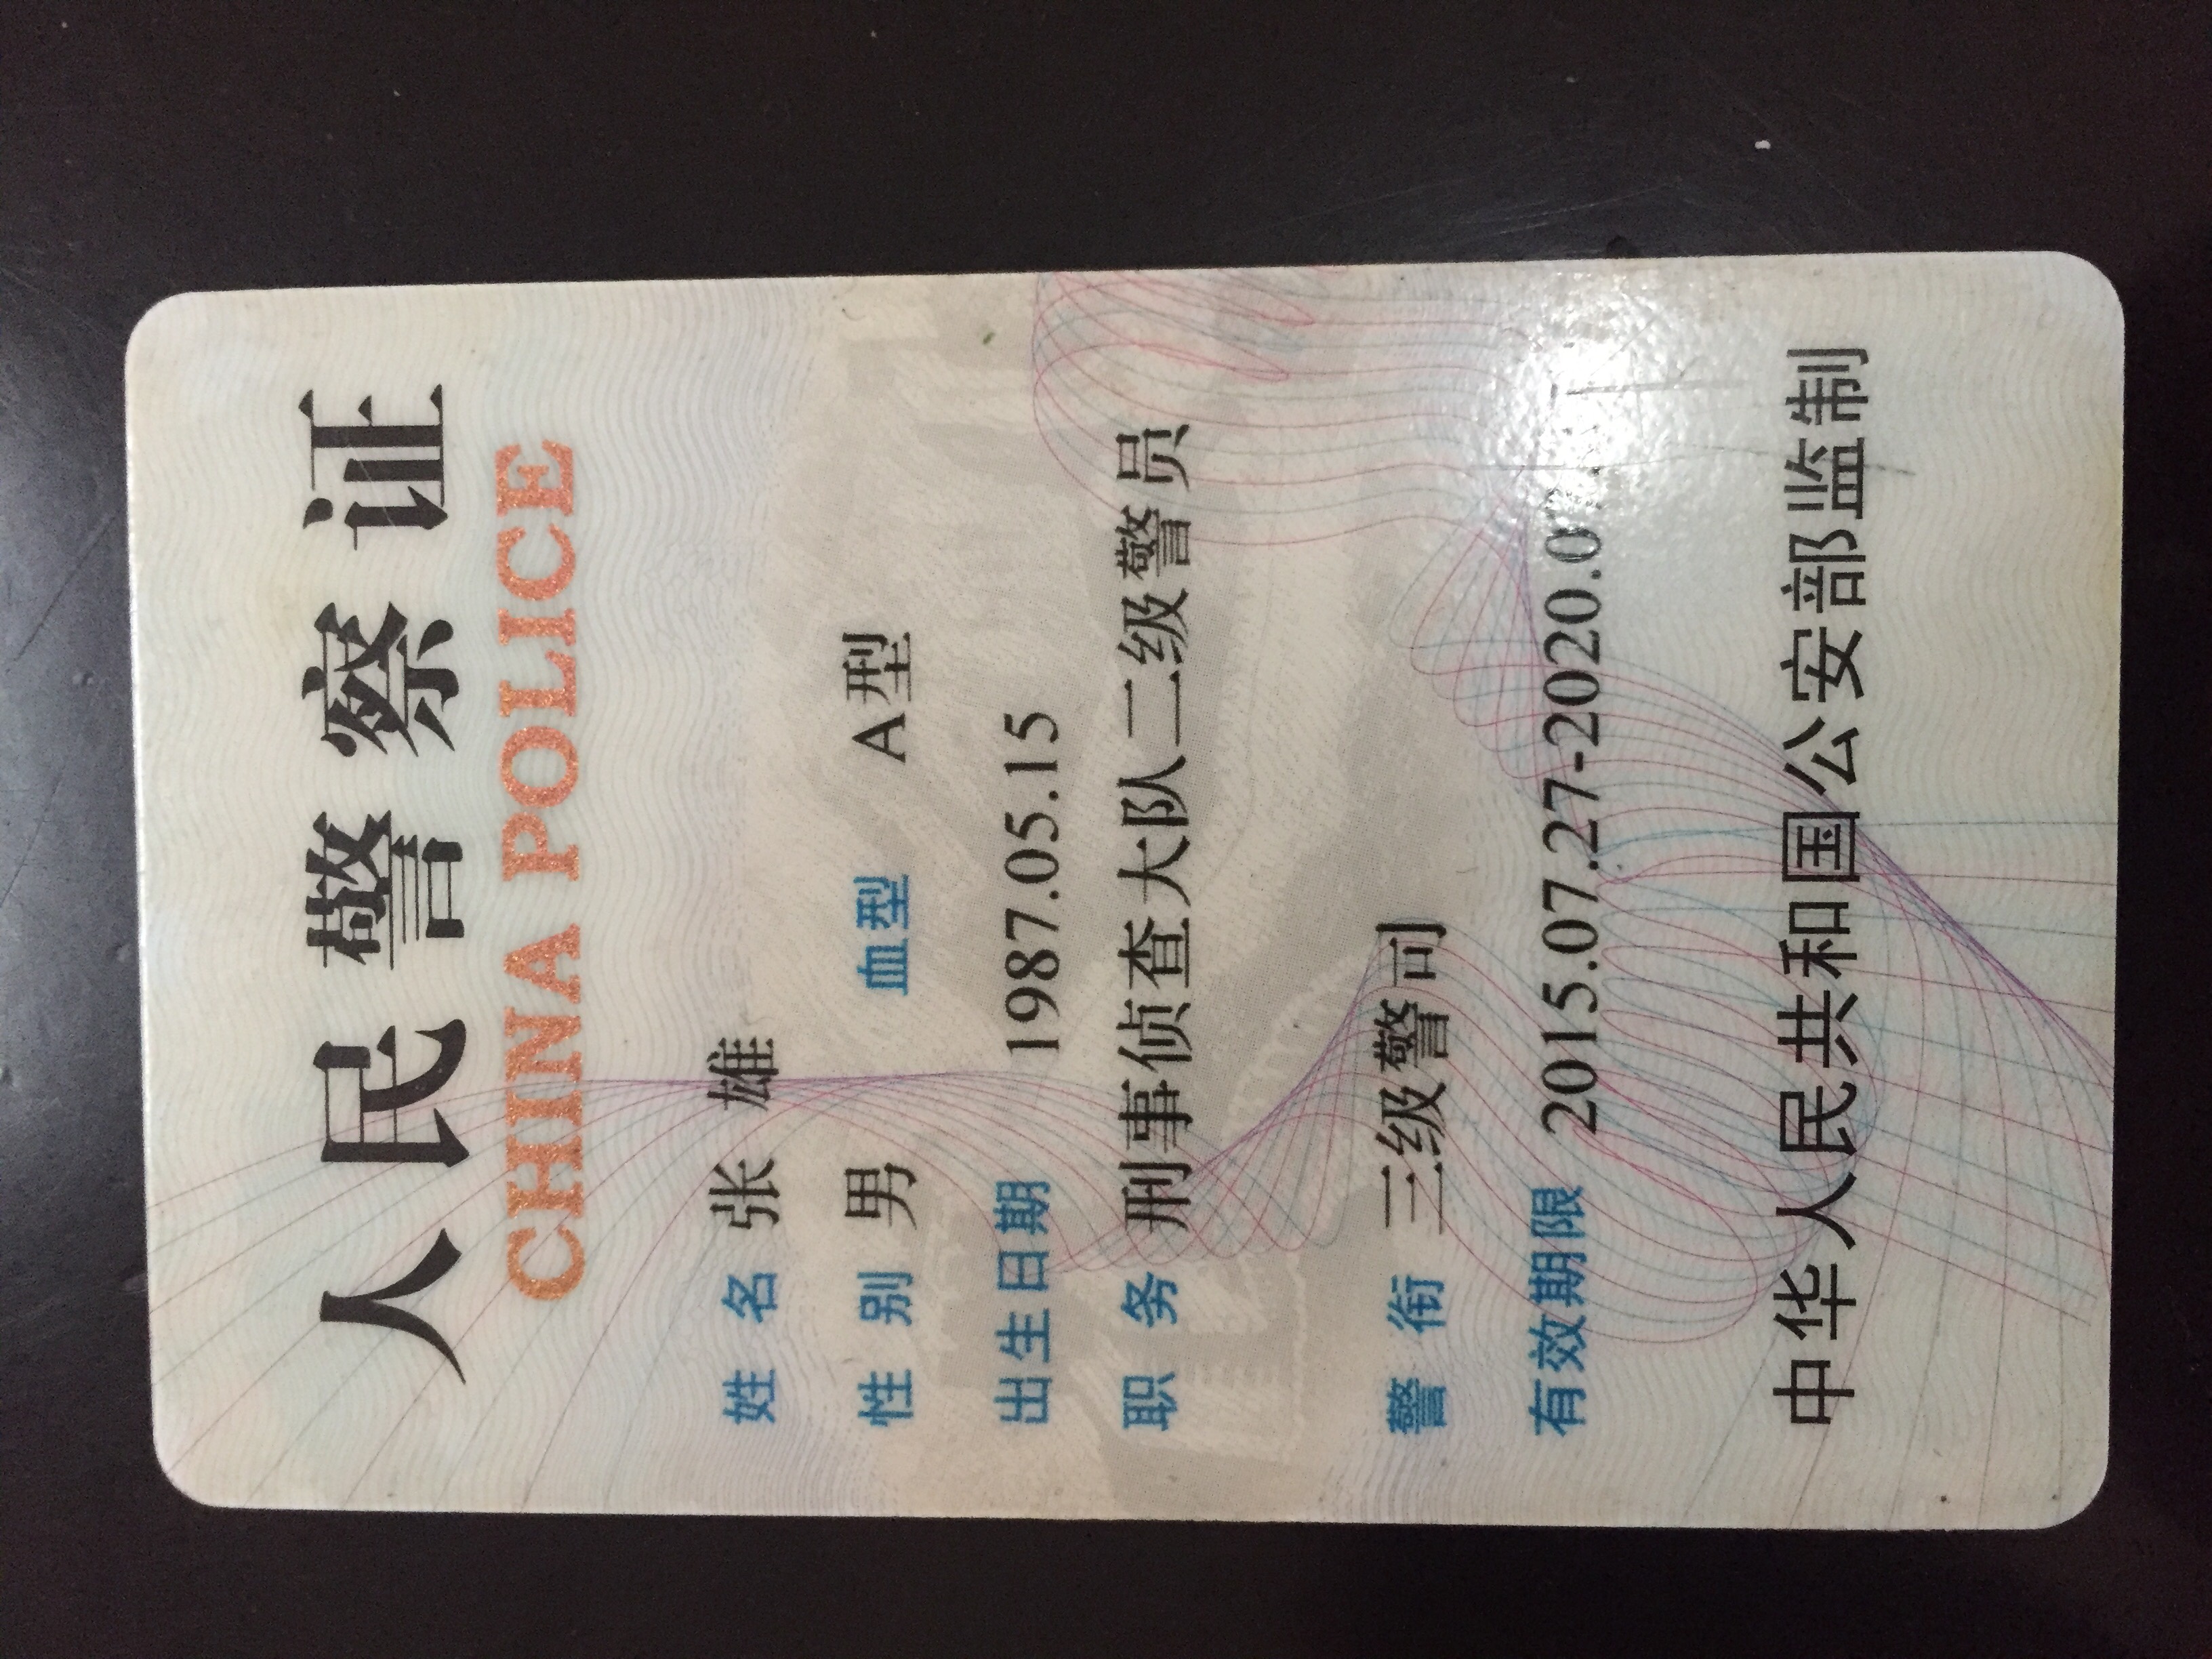 人民警察证
CHINA POLICE
姓 名 张 雄
性 别 男 血型 A型
出生日期 1987.05.15
职 务 刑事侦查大队二级警员
警 衔 三级警司
有效期限 2015.07.27-2020.0
中华人民共和国公安部监制